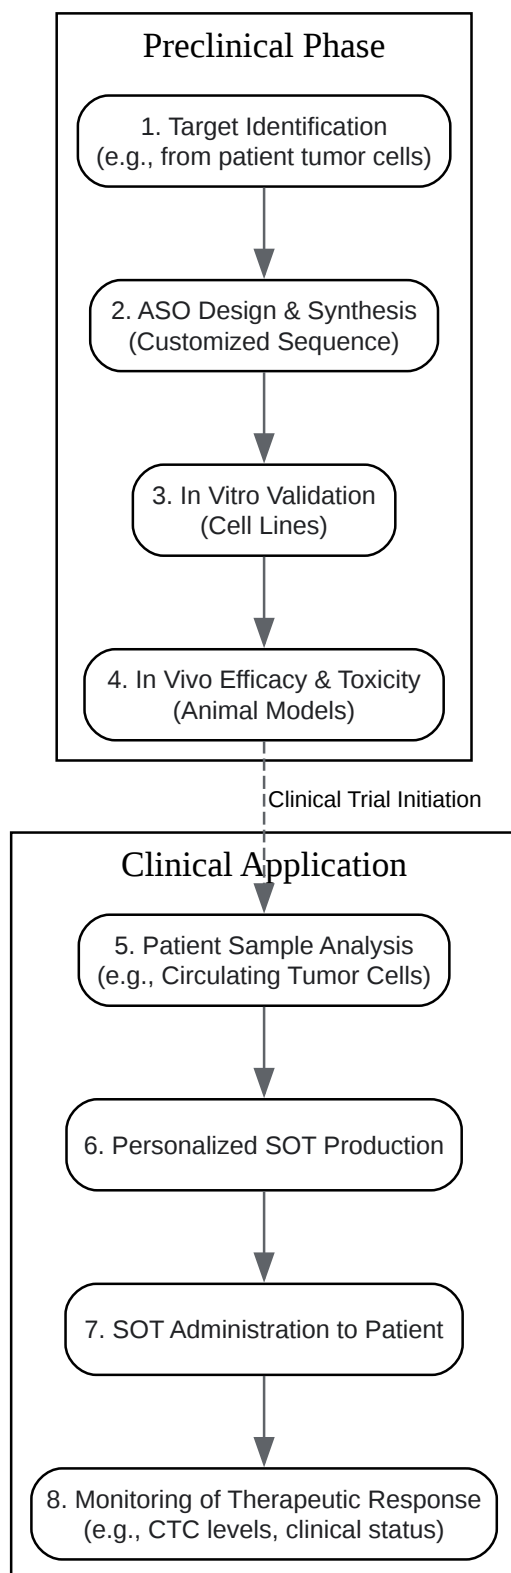 Preclinical Phase
1. Target Identification
(e.g., from patient tumor cells)
2. ASO Design & Synthesis
(Customized Sequence)
3. In Vitro Validation
(Cell Lines)
4. In Vivo Efficacy & Toxicity
(Animal Models)
Clinical Trial Initiation
Clinical Application
5. Patient Sample Analysis
(e.g., Circulating Tumor Cells)
6. Personalized SOT Production
7. SOT Administration to Patient
8. Monitoring of Therapeutic Response
(e.g., CTC levels, clinical status)